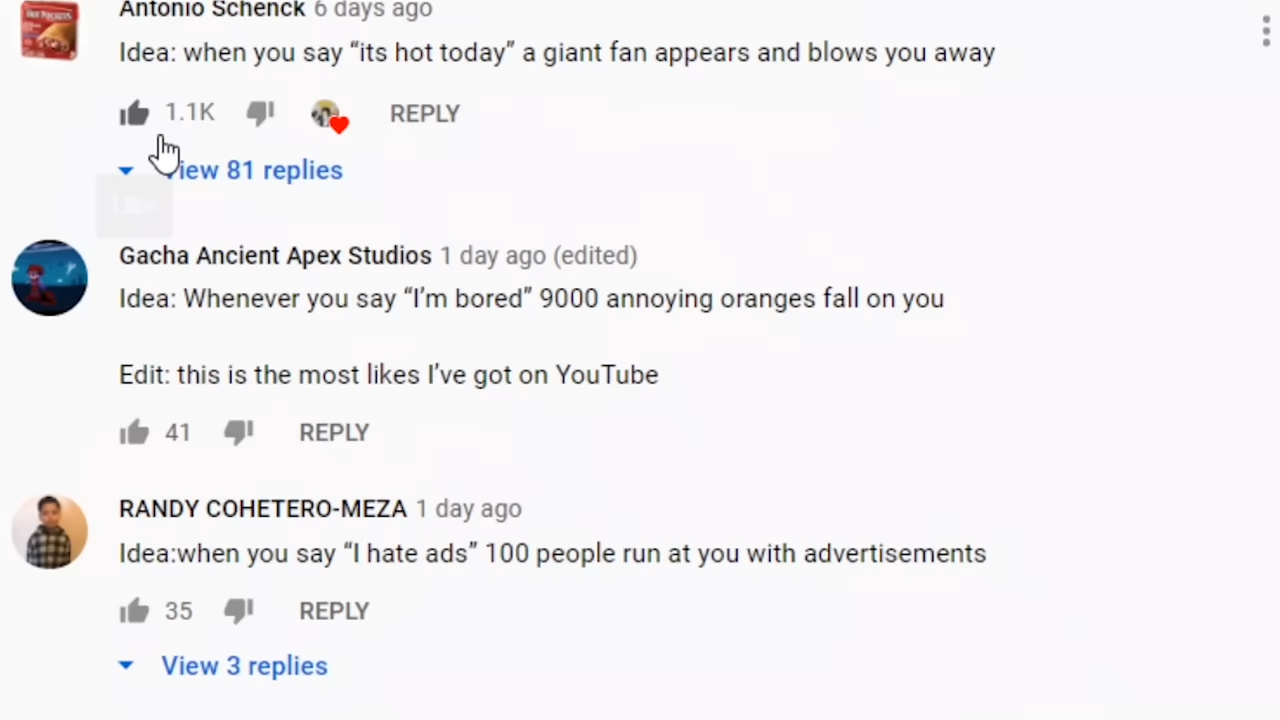 Antonio Schenck 6 days ago
Idea: when you say “its hot today” a giant fan appears and blows you away
1.1K REPLY
View 81 replies
Like
Gacha Ancient Apex Studios 1 day ago (edited)
Idea: Whenever you say “I’m bored” 9000 annoying oranges fall on you
Edit: this is the most likes I’ve got on YouTube
41 REPLY
RANDY COHETERO-MEZA 1 day ago
Idea:when you say “I hate ads” 100 people run at you with advertisements
35 REPLY
View 3 replies